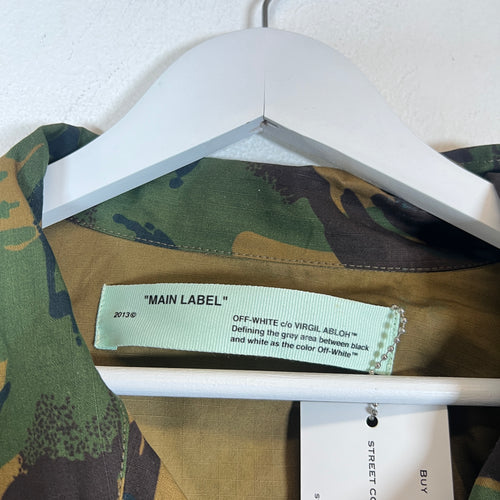 "MAIN LABEL"
2013©
OFF-WHITE c/o VIRGIL ABLOH™
Defining the grey area between black
and white as the color Off-White™
STREET CO
BUY
S